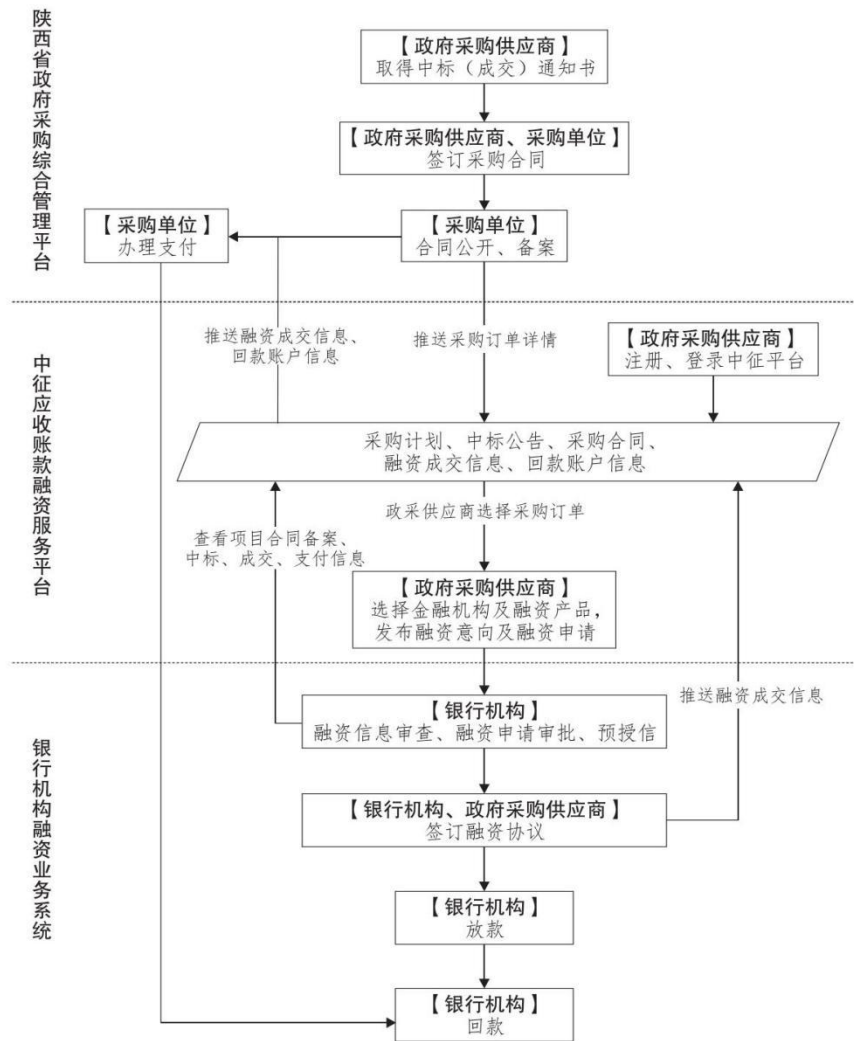 陕西省政府采购综合管理平台
【政府采购供应商】
取得中标（成交）通知书
【政府采购供应商、采购单位】
签订采购合同
【采购单位】
办理支付
【采购单位】
合同公开、备案
中征应收账款融资服务平台
推送融资成交信息、
回款账户信息
推送采购订单详情
【政府采购供应商】
注册、登录中征平台
采购计划、中标公告、采购合同、
融资成交信息、回款账户信息
政采供应商选择采购订单
查看项目合同备案、
中标、成交、支付信息
【政府采购供应商】
选择金融机构及融资产品，
发布融资意向及融资申请
银行机构融资业务系统
【银行机构】
融资信息审查、融资申请审批、预授信
推送融资成交信息
【银行机构、政府采购供应商】
签订融资协议
【银行机构】
放款
【银行机构】
回款